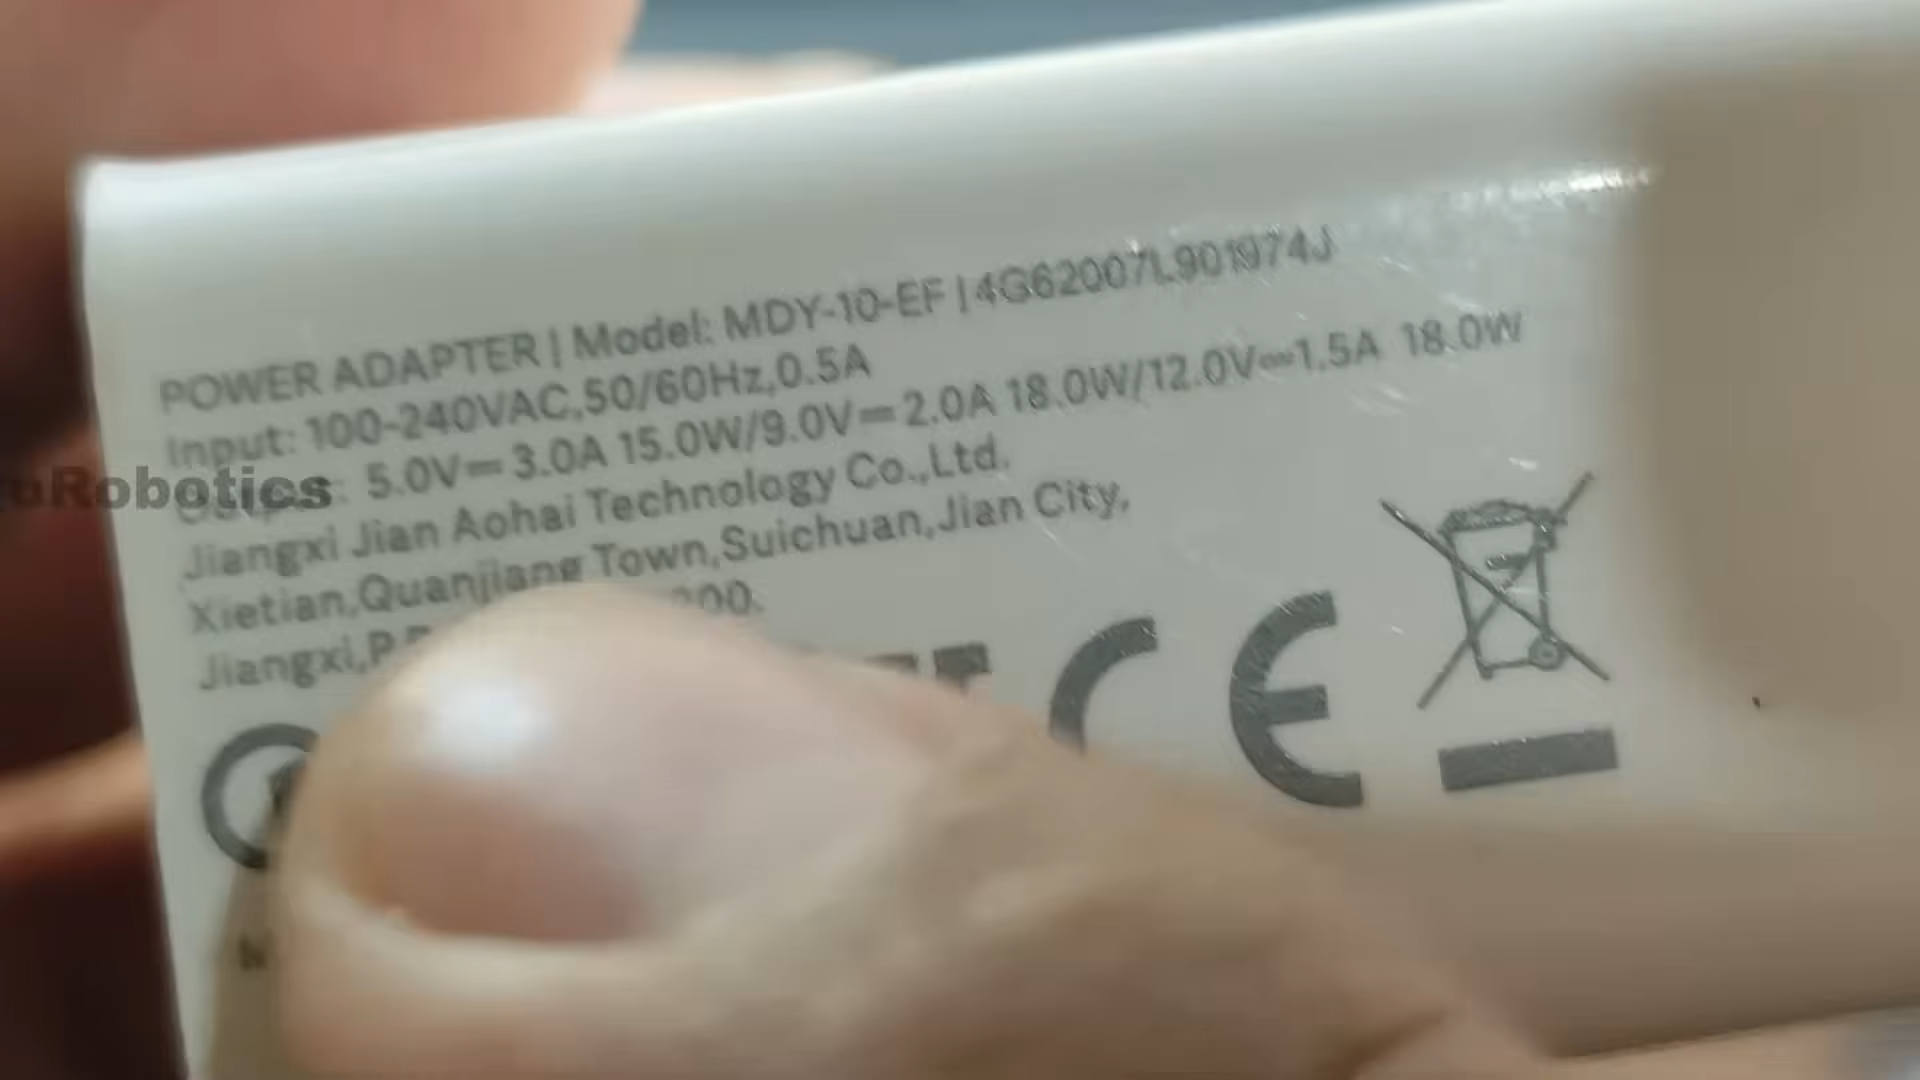 POWER ADAPTER | Model: MDY-10-EF | 4G62007L901974J
Input: 100-240VAC,50/60Hz,0.5A
5.0V⎓3.0A 15.0W/9.0V⎓2.0A 18.0W/12.0V⎓1.5A 18.0W
Robotics
Jiangxi Jian Aohai Technology Co.,Ltd.
Xietian,Quanjiang Town,Suichuan,Jian City,
Jiangxi,P
CE